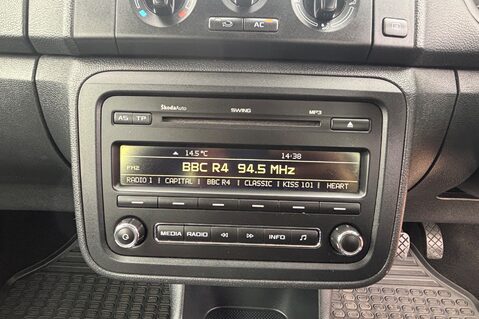 AC
ŠkodaAuto SWING MP3
AS TP
14.5°C 14:38
FM2 BBC R4 94.5 MHz
RADIO 1 | CAPITAL | BBC R4 | CLASSIC | KISS 101 | HEART
MEDIA RADIO INFO